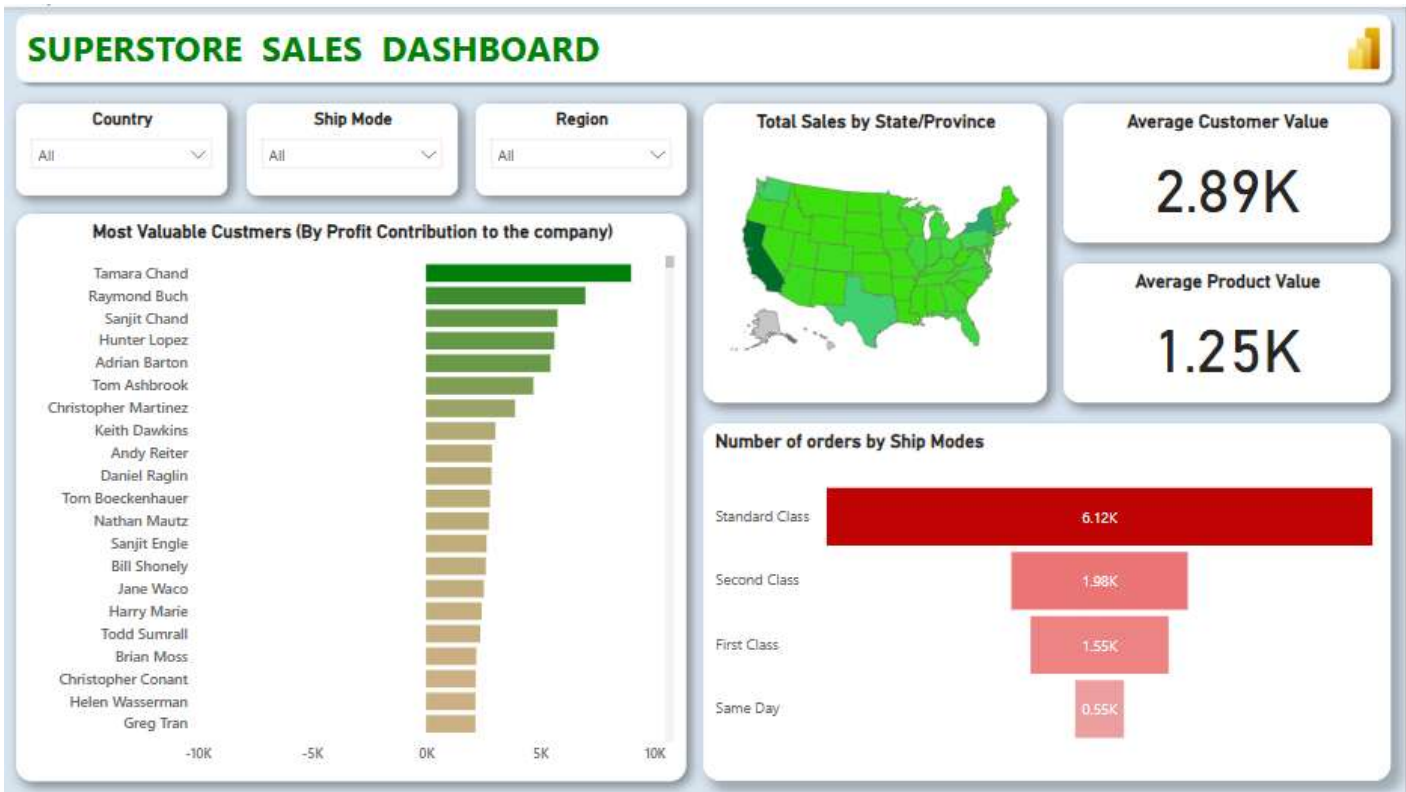 SUPERSTORE SALES DASHBOARD
Country
All
Ship Mode
All
Region
All
Most Valuable Custmers (By Profit Contribution to the company)
Tamara Chand
Raymond Buch
Sanjit Chand
Hunter Lopez
Adrian Barton
Tom Ashbrook
Christopher Martinez
Keith Dawkins
Andy Reiter
Daniel Raglin
Tom Boeckenhauer
Nathan Mautz
Sanjit Engle
Bill Shonely
Jane Waco
Harry Marie
Todd Sumrall
Brian Moss
Christopher Conant
Helen Wasserman
Greg Tran
-10K -5K 0K 5K 10K
Total Sales by State/Province
Average Customer Value
2.89K
Average Product Value
1.25K
Number of orders by Ship Modes
Standard Class 6.12K
Second Class 1.98K
First Class 1.55K
Same Day 0.55K